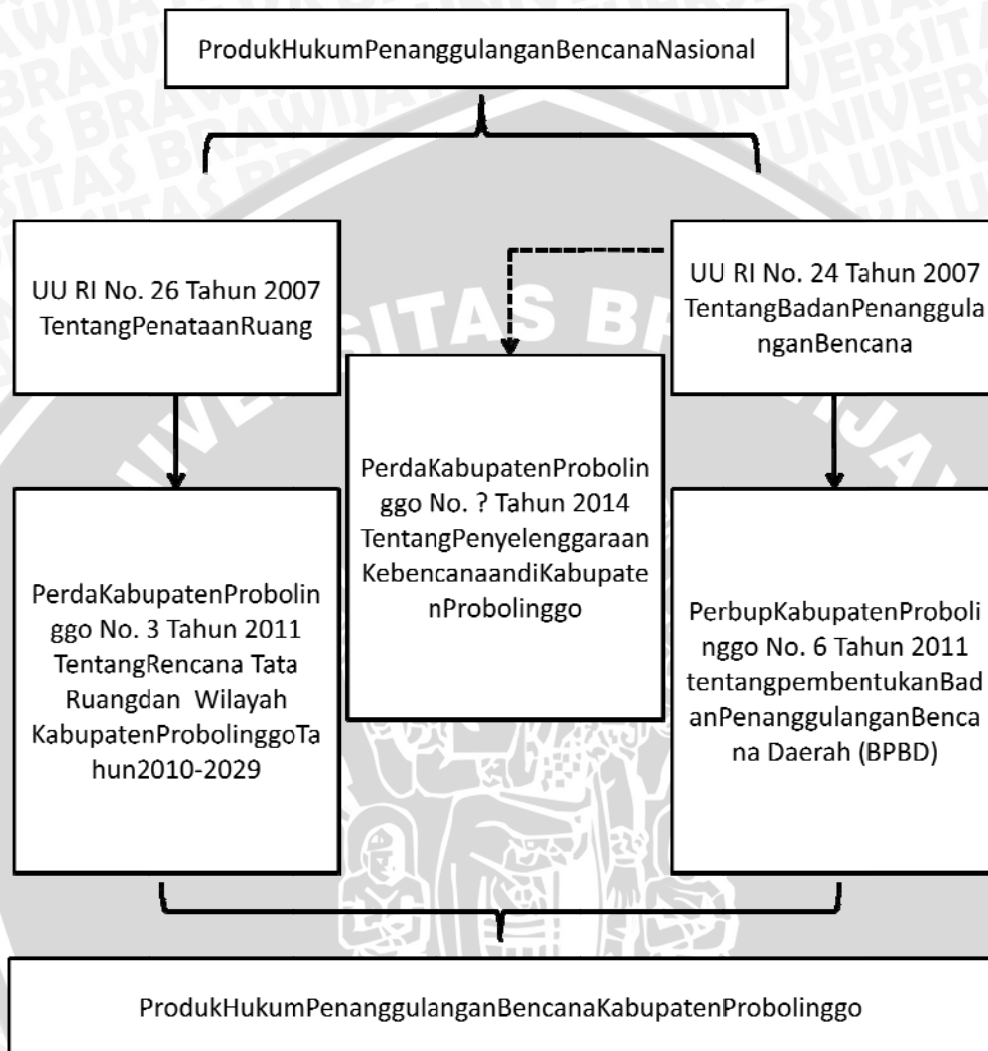 ProdukHukumPenanggulanganBencanaNasional
UU RI No. 26 Tahun 2007
TentangPenataanRuang
UU RI No. 24 Tahun 2007
TentangBadanPenanggula
nganBencana
PerdaKabupatenProbolin
ggo No. ? Tahun 2014
TentangPenyelenggaraan
KebencanaandiKabupate
nProbolinggo
PerdaKabupatenProbolin
ggo No. 3 Tahun 2011
TentangRencana Tata
Ruangdan Wilayah
KabupatenProbolinggoTa
hun2010-2029
PerbupKabupatenProboli
nggo No. 6 Tahun 2011
tentangpembentukanBad
anPenanggulanganBenca
na Daerah (BPBD)
ProdukHukumPenanggulanganBencanaKabupatenProbolinggo